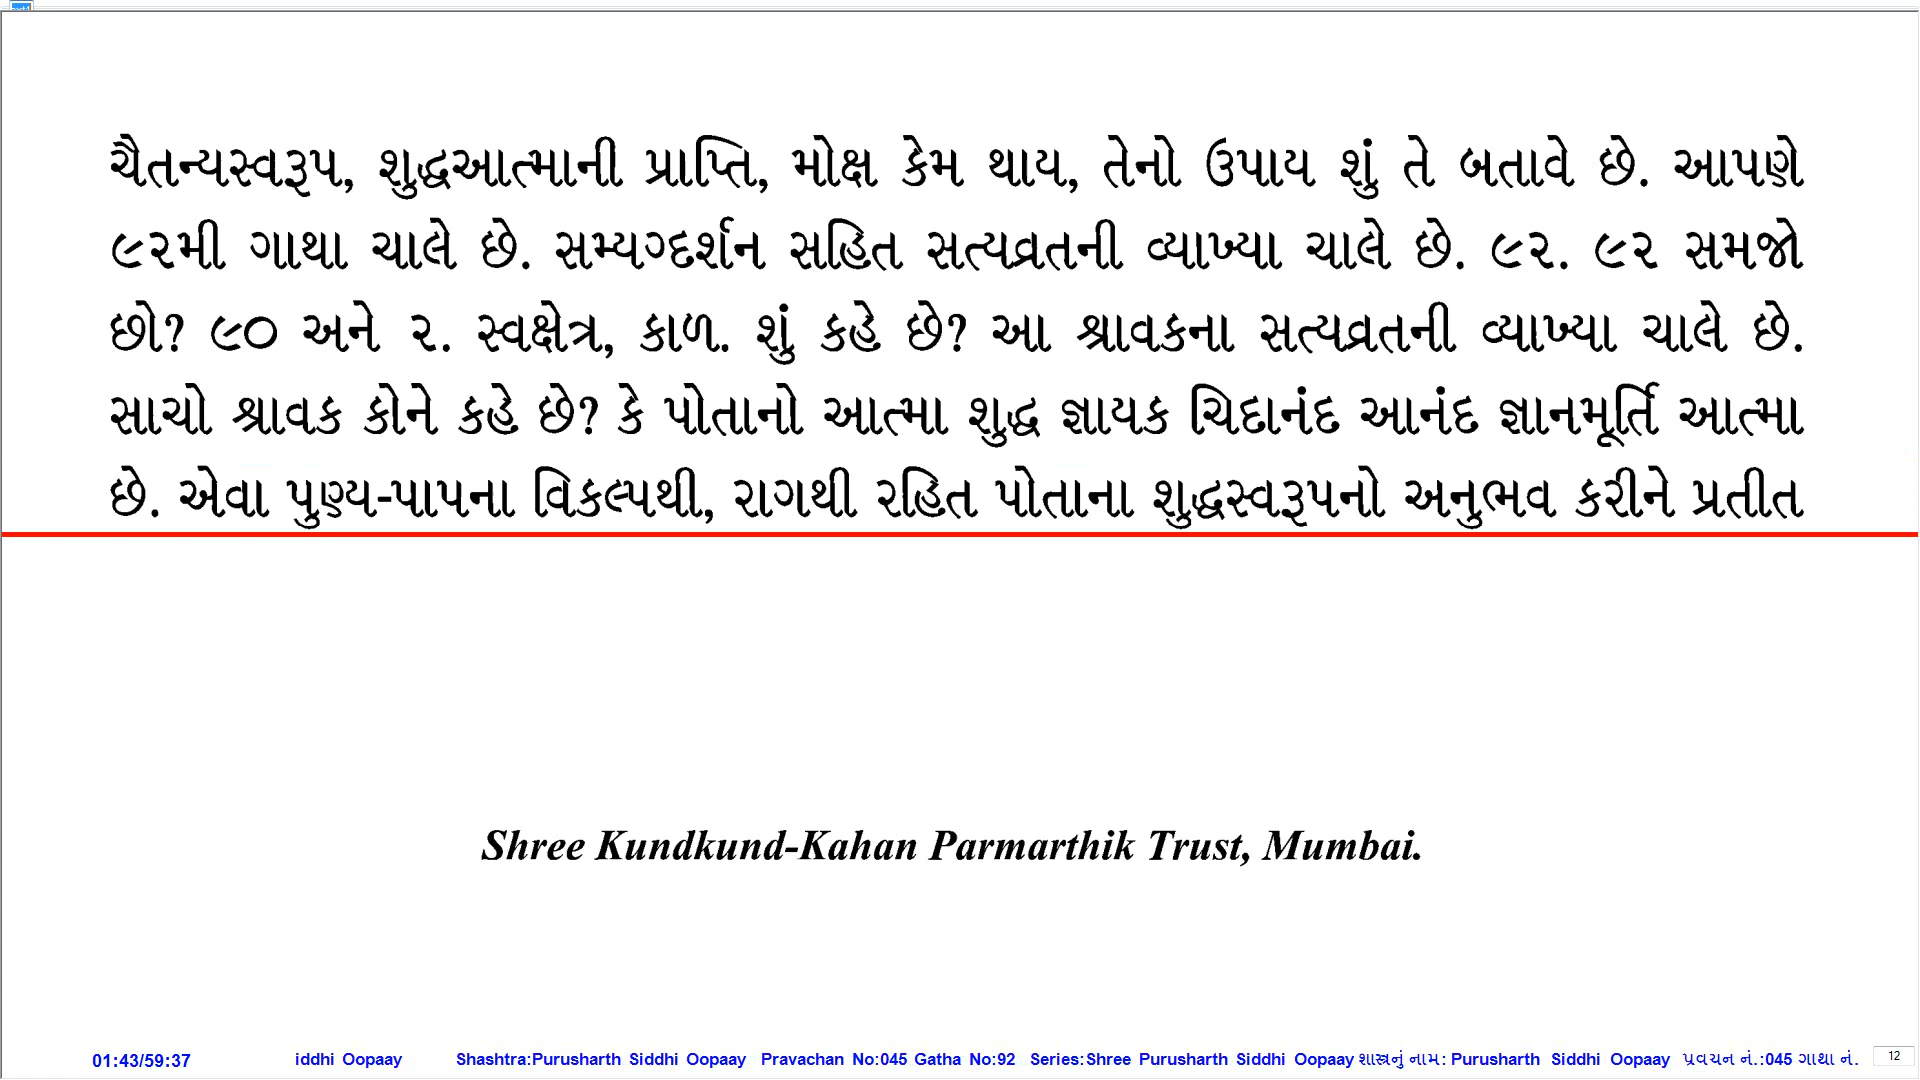 ચૈતન્યસ્વરૂપ, શુદ્ધઆત્માની પ્રાપ્તિ, મોક્ષ કેમ થાય, તેનો ઉપાય શું તે બતાવે છે. આપણે
૯૨મી ગાથા ચાલે છે. સમ્યગ્દર્શન સહિત સત્યવ્રતની વ્યાખ્યા ચાલે છે. ૯૨. ૯૨ સમજો
છો? ૯૦ અને ૨. સ્વક્ષેત્ર, કાળ. શું કહે છે? આ શ્રાવકના સત્યવ્રતની વ્યાખ્યા ચાલે છે.
સાચો શ્રાવક કોને કહે છે? કે પોતાનો આત્મા શુદ્ધ જ્ઞાયક ચિદાનંદ આનંદ જ્ઞાનમૂર્તિ આત્મા
છે. એવા પુણ્ય-પાપના વિકલ્પથી, રાગથી રહિત પોતાના શુદ્ધસ્વરૂપનો અનુભવ કરીને પ્રતીત
Shree Kundkund-Kahan Parmarthik Trust, Mumbai.
01:43/59:37 iddhi Oopaay Shashtra:Purusharth Siddhi Oopaay Pravachan No:045 Gatha No:92 Series:Shree Purusharth Siddhi Oopaay શાસ્ત્રનું નામ: Purusharth Siddhi Oopaay પ્રવચન નં.:045 ગાથા નં. 12